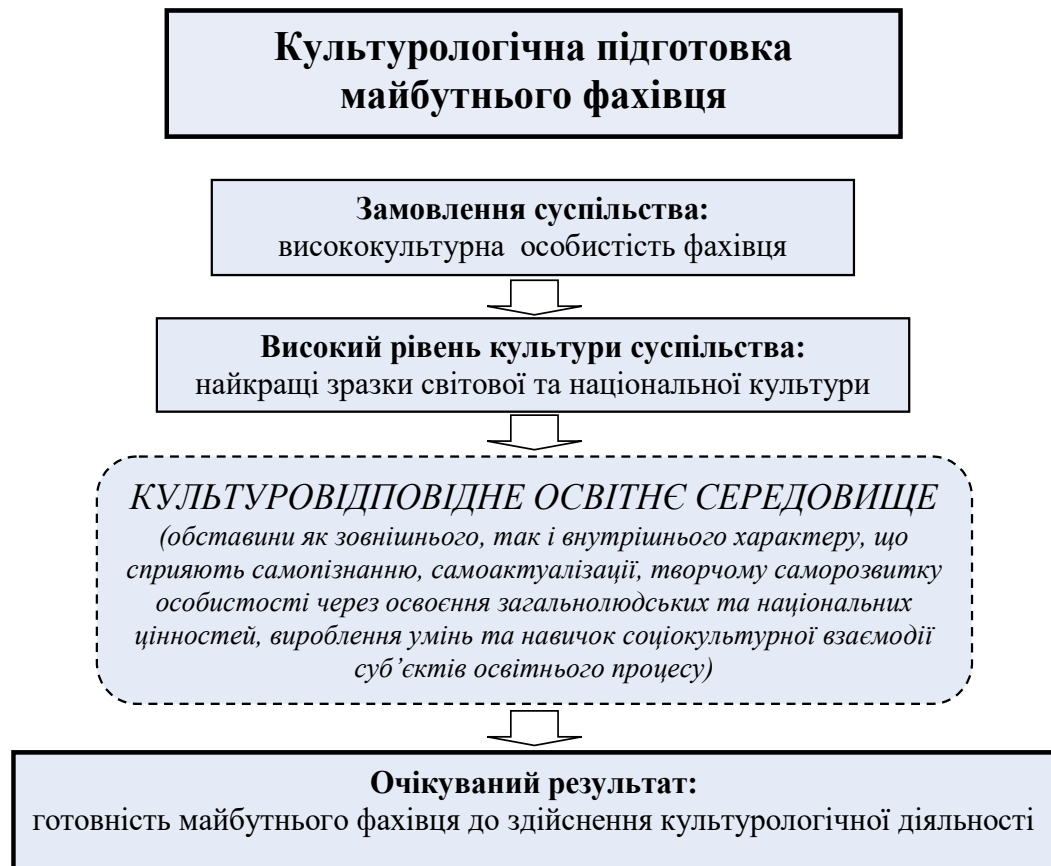 Культурологічна підготовка
майбутнього фахівця
Замовлення суспільства:
висококультурна особистість фахівця
Високий рівень культури суспільства:
найкращі зразки світової та національної культури
КУЛЬТУРОВІДПОВІДНЕ ОСВІТНЄ СЕРЕДОВИЩЕ
(обставини як зовнішнього, так і внутрішнього характеру, що
сприяють самопізнанню, самоактуалізації, творчому саморозвитку
особистості через освоєння загальнолюдських та національних
цінностей, вироблення умінь та навичок соціокультурної взаємодії
суб’єктів освітнього процесу)
Очікуваний результат:
готовність майбутнього фахівця до здійснення культурологічної діяльності